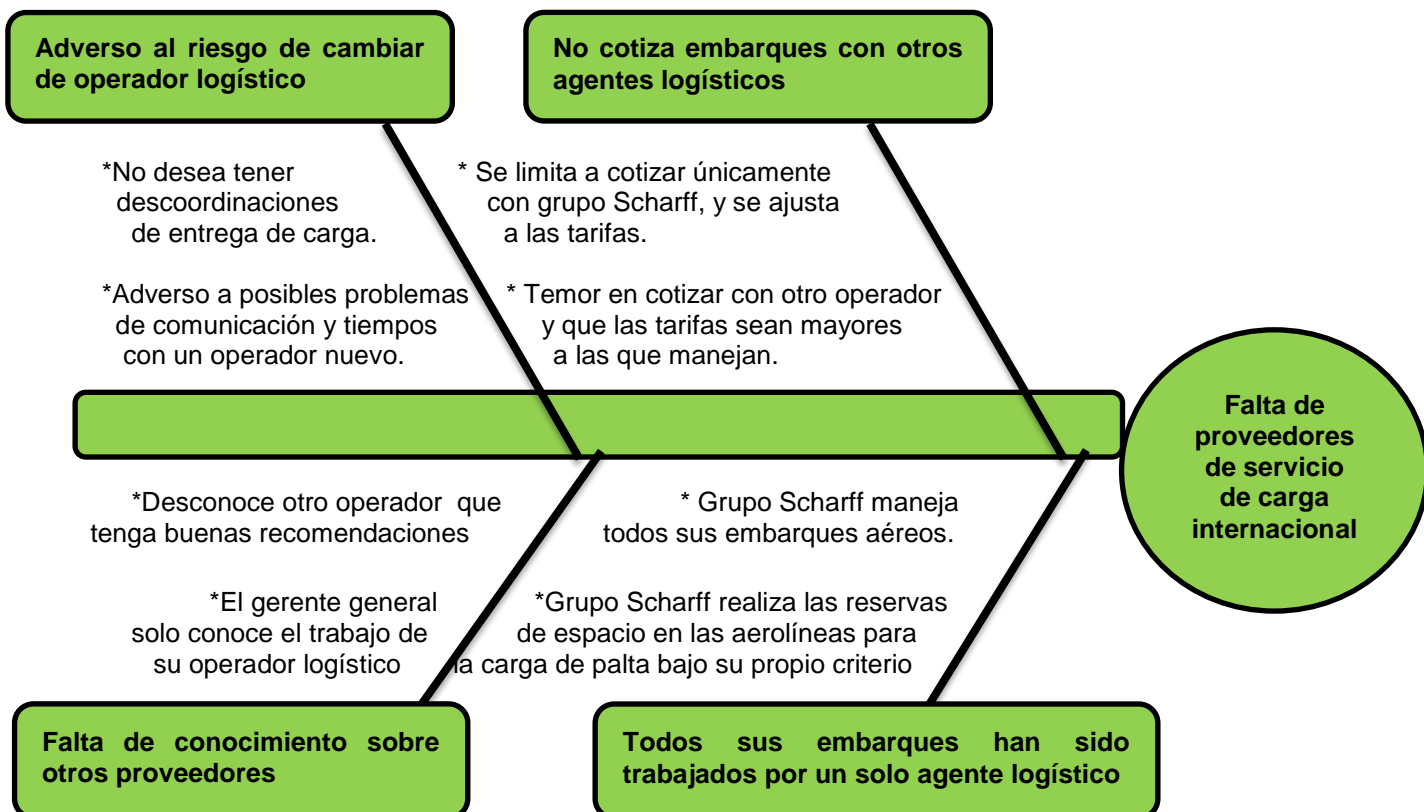 Adverso al riesgo de cambiar
de operador logístico
No cotiza embarques con otros
agentes logísticos
*No desea tener
descoordinaciones
de entrega de carga.
*Adverso a posibles problemas
de comunicación y tiempos
con un operador nuevo.
* Se limita a cotizar únicamente
con grupo Scharff, y se ajusta
a las tarifas.
* Temor en cotizar con otro operador
y que las tarifas sean mayores
a las que manejan.
Falta de
proveedores
de servicio
de carga
internacional
*Desconoce otro operador que
tenga buenas recomendaciones
*El gerente general
solo conoce el trabajo de
su operador logístico
* Grupo Scharff maneja
todos sus embarques aéreos.
*Grupo Scharff realiza las reservas
de espacio en las aerolíneas para
la carga de palta bajo su propio criterio
Falta de conocimiento sobre
otros proveedores
Todos sus embarques han sido
trabajados por un solo agente logístico